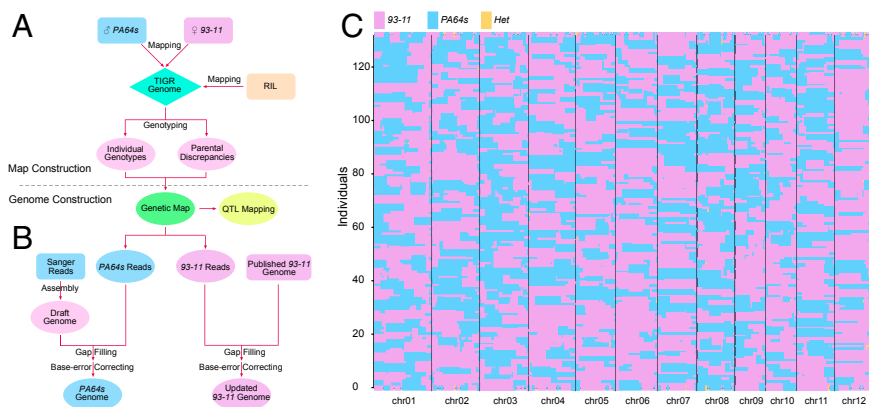 A
♂ PA64s
♀ 93-11
Mapping
TIGR
Genome
Mapping
RIL
Genotyping
Individual
Genotypes
Parental
Discrepancies
Map Construction
Genome Construction
Genetic Map
QTL Mapping
B
Sanger
Reads
PA64s Reads
93-11 Reads
Published 93-11
Genome
Assembly
Draft
Genome
Gap Filling
Base-error Correcting
Gap Filling
Base-error Correcting
PA64s
Genome
Updated
93-11 Genome
C
93-11 PA64s Het
Individuals
120
100
80
60
40
20
0
chr01 chr02 chr03 chr04 chr05 chr06 chr07 chr08 chr09 chr10 chr11 chr12